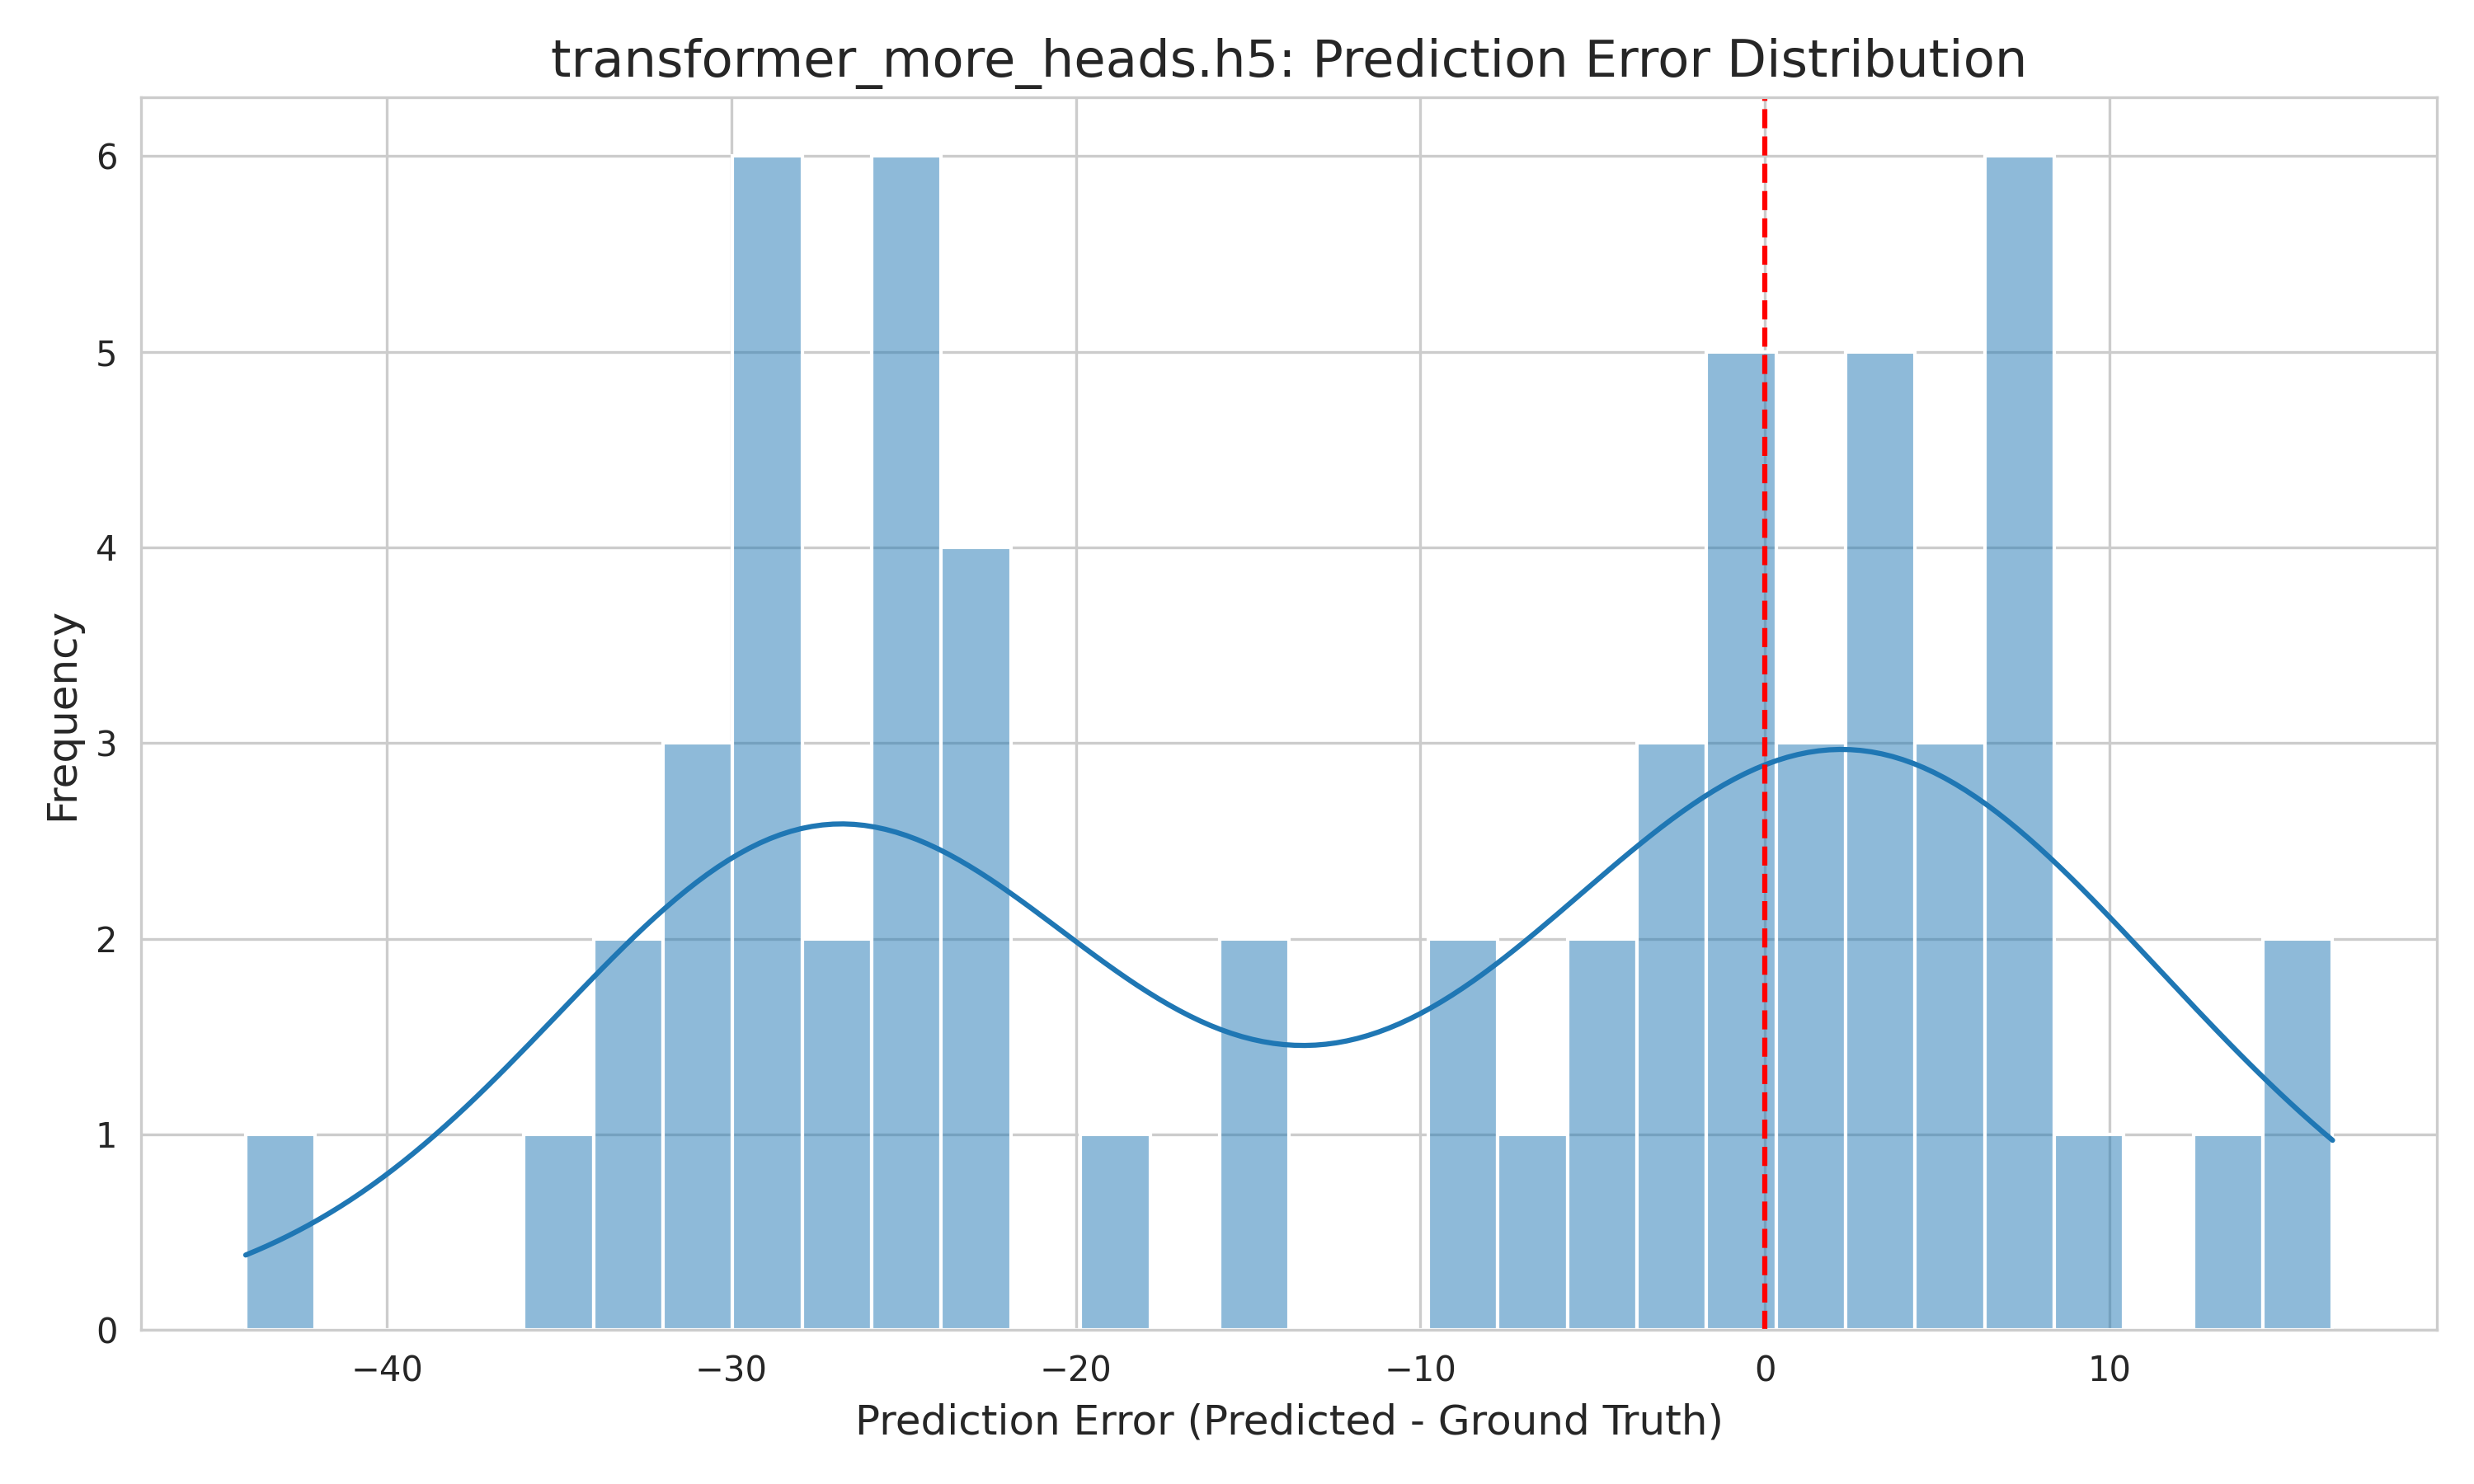 transformer_more_heads.h5: Prediction Error Distribution
Frequency
6
5
4
3
2
1
0
−40 −30 −20 −10 0 10
Prediction Error (Predicted - Ground Truth)